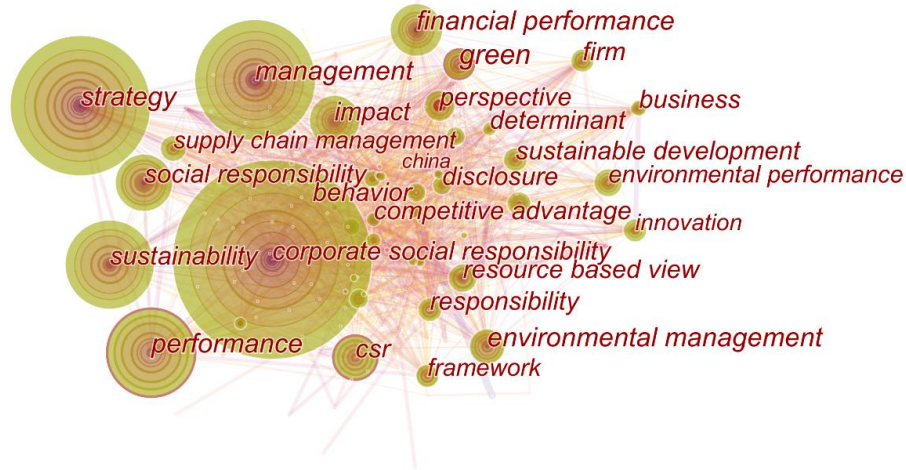 financial performance
green
firm
management
strategy
perspective
business
impact
determinant
supply chain management
sustainable development
china
social responsibility
disclosure
environmental performance
behavior
competitive advantage
innovation
sustainability
corporate social responsibility
resource based view
responsibility
performance
csr
environmental management
framework